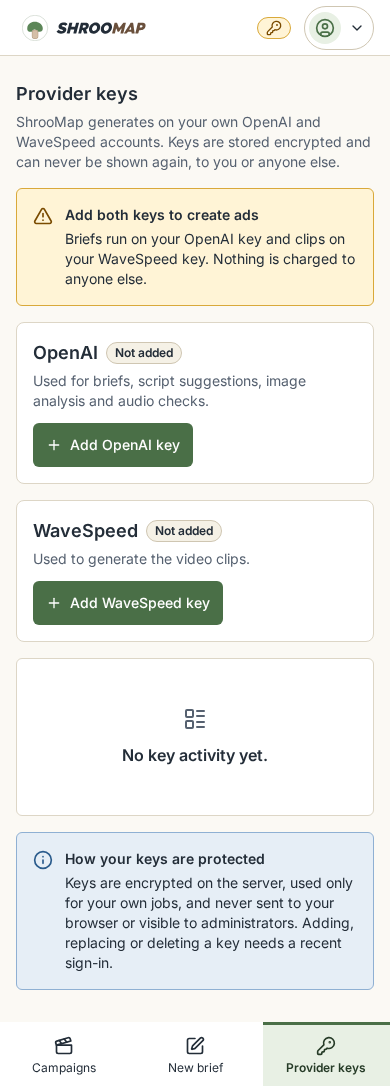 SHROOMAP
Provider keys
ShrooMap generates on your own OpenAI and
WaveSpeed accounts. Keys are stored encrypted and
can never be shown again, to you or anyone else.
Add both keys to create ads
Briefs run on your OpenAI key and clips on
your WaveSpeed key. Nothing is charged to
anyone else.
OpenAI Not added
Used for briefs, script suggestions, image
analysis and audio checks.
Add OpenAI key
WaveSpeed Not added
Used to generate the video clips.
Add WaveSpeed key
No key activity yet.
How your keys are protected
Keys are encrypted on the server, used only
for your own jobs, and never sent to your
browser or visible to administrators. Adding,
replacing or deleting a key needs a recent
sign-in.
Campaigns New brief Provider keys